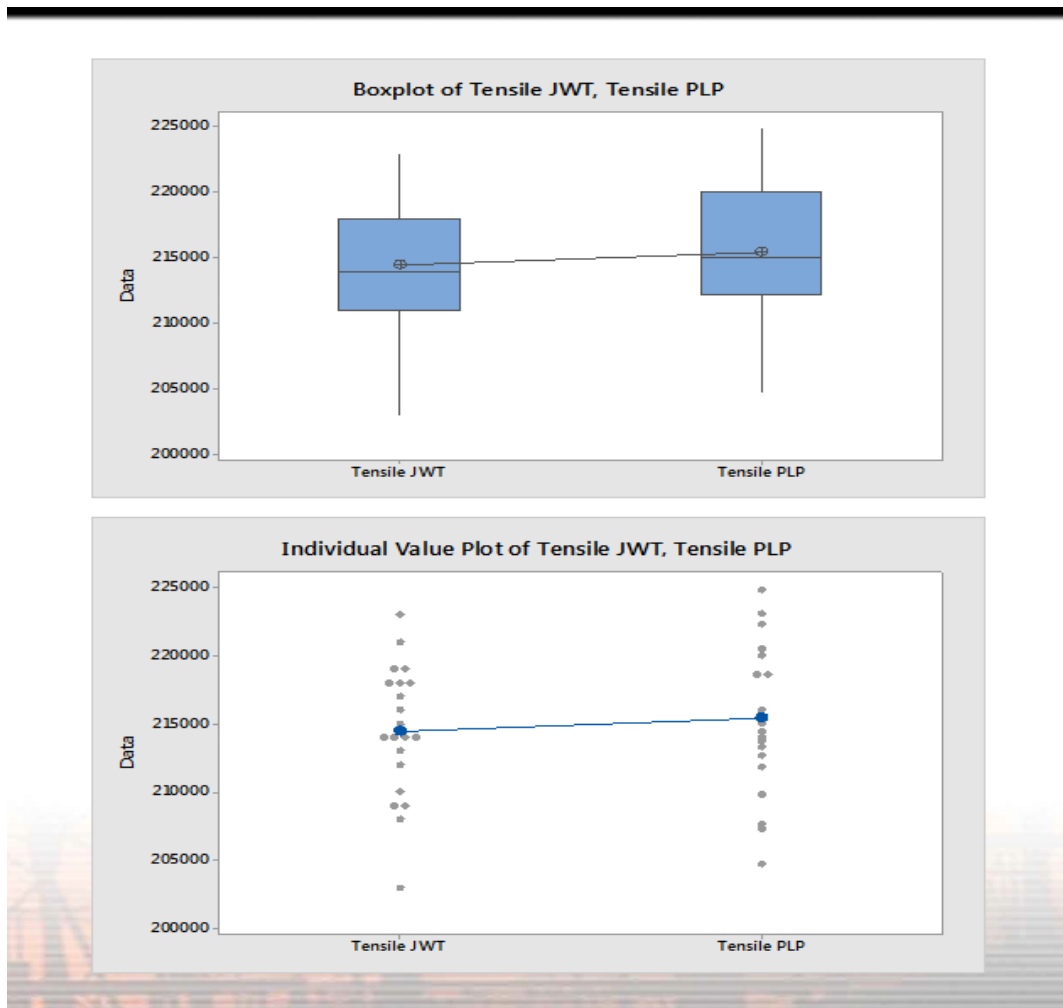 Boxplot of Tensile JWT, Tensile PLP
225000
220000
215000
210000
205000
200000
Data
Tensile JWT Tensile PLP
Individual Value Plot of Tensile JWT, Tensile PLP
225000
220000
215000
210000
205000
200000
Data
Tensile JWT Tensile PLP